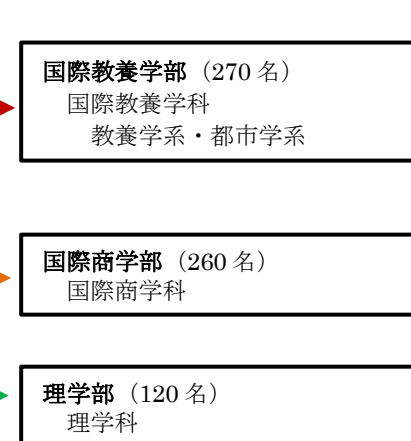 国際教養学部（270 名）
国際教養学科
教養学系・都市学系
国際商学部（260 名）
国際商学科
理学部（120 名）
理学科